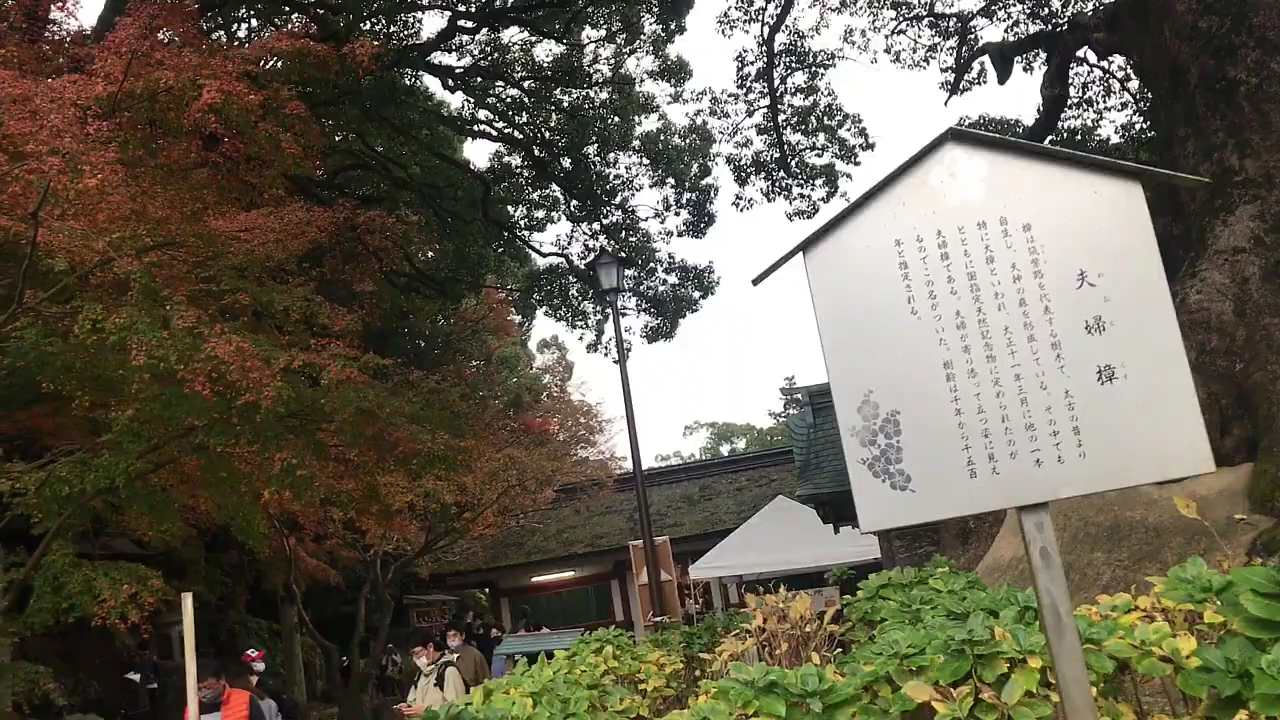 夫婦樟
めおとくす
樟は筑紫路を代表する樹木で、太古の昔より
自生し、天神の森を形成している。その中でも
特に大樟といわれ、大正十一年三月に他の一本
とともに国指定天然記念物に定められたのが
夫婦樟である。夫婦が寄り添って立つ姿に見え
るのでこの名がついた。樹齢は千年から千五百
年と推定される。